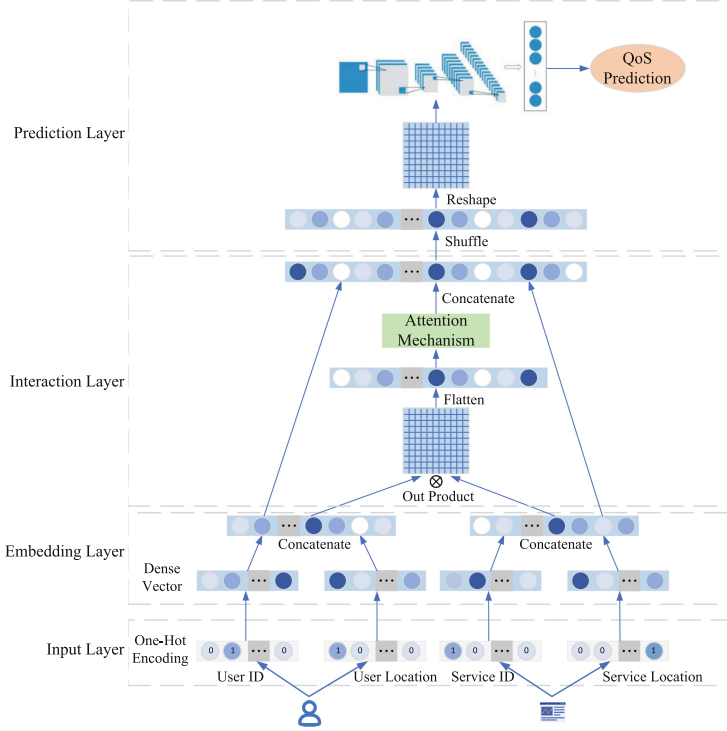 QoS
Prediction
Prediction Layer
Reshape
...
Shuffle
...
Concatenate
Attention
Mechanism
Interaction Layer
...
Flatten
Out Product
...
...
Embedding Layer
Concatenate
Concatenate
Dense
Vector
...
...
...
...
Input Layer
One-Hot
Encoding
0 1 ... 0
1 0 ... 0
1 0 ... 0
0 0 ... 1
User ID
User Location
Service ID
Service Location